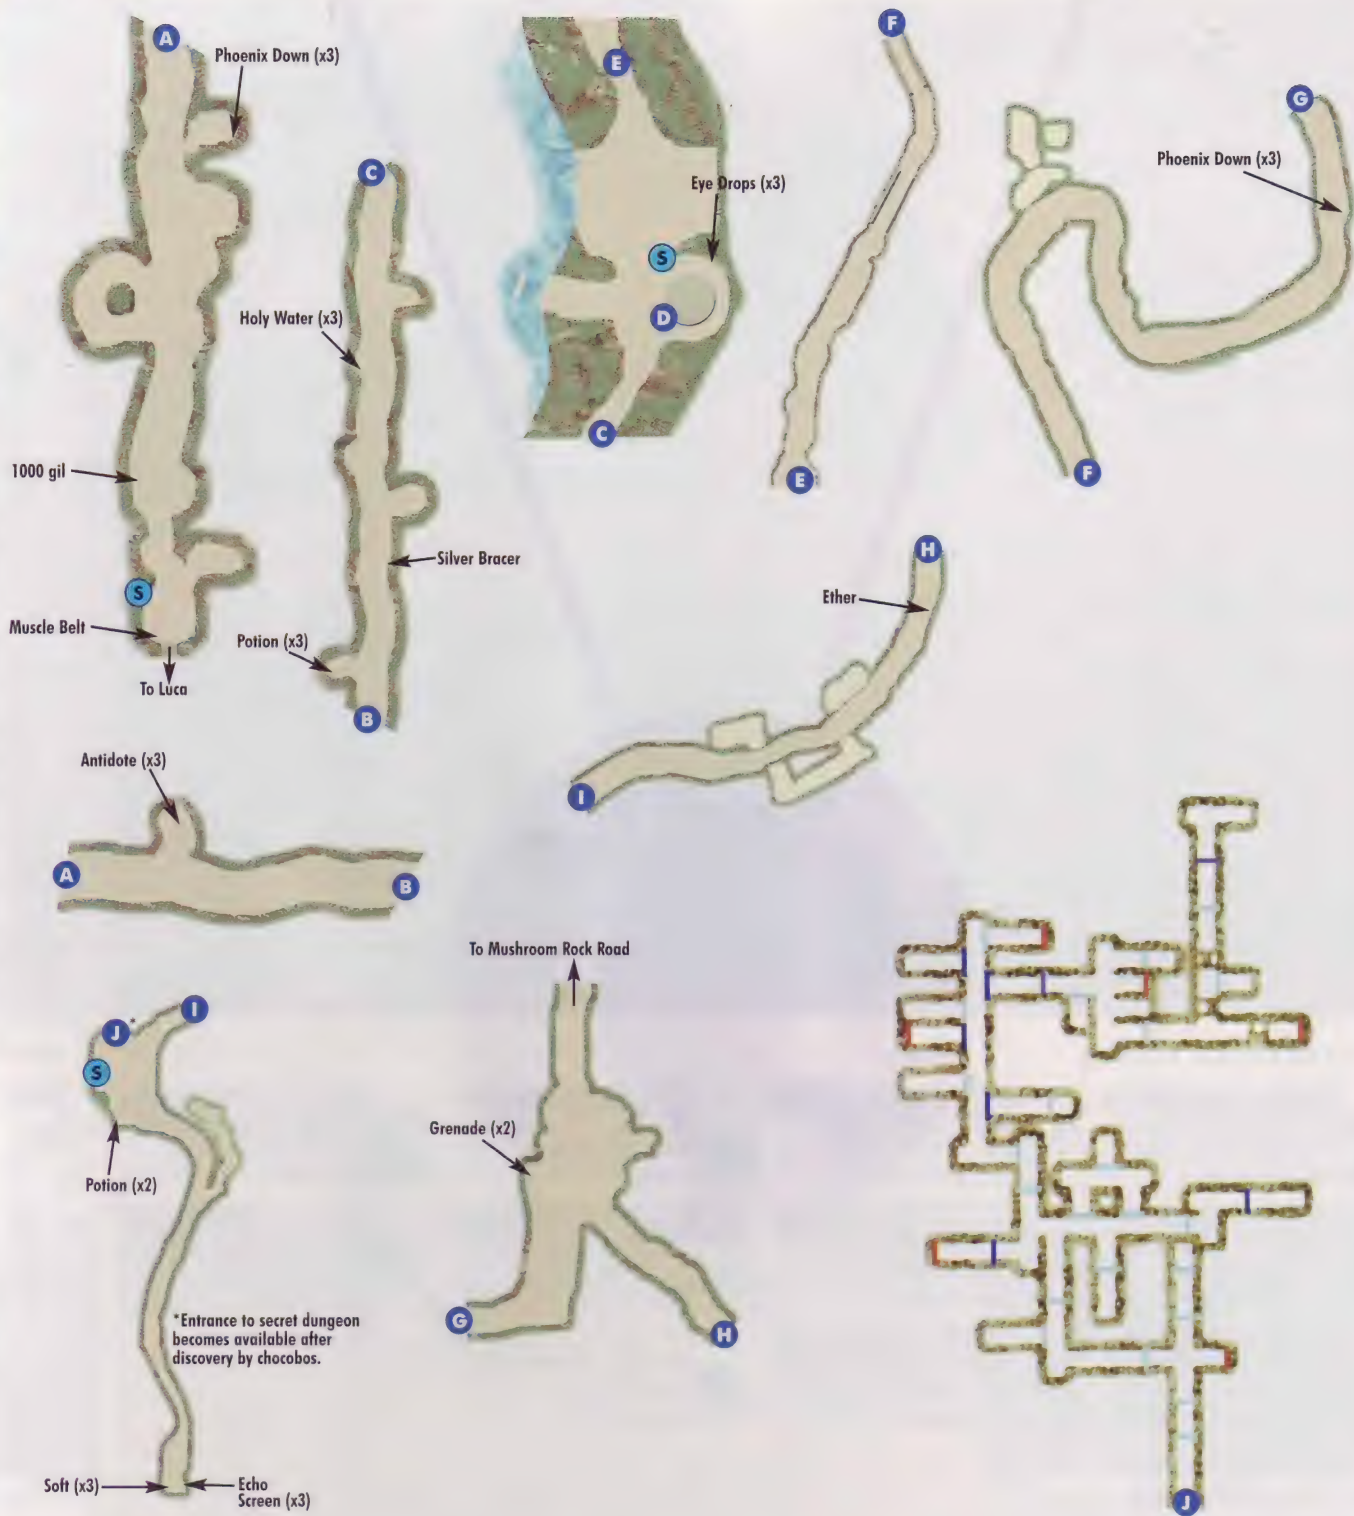 A
Phoenix Down (x3)
1000 gil
S
Muscle Belt
To Luca
C
Holy Water (x3)
Silver Bracer
Potion (x3)
B
E
Eye Drops (x3)
S
D
C
F
E
G
Phoenix Down (x3)
F
H
Ether
I
Antidote (x3)
A
B
I
J*
S
Potion (x2)
*Entrance to secret dungeon
becomes available after
discovery by chocobos.
Soft (x3)
Echo
Screen (x3)
To Mushroom Rock Road
Grenade (x2)
G
H
J